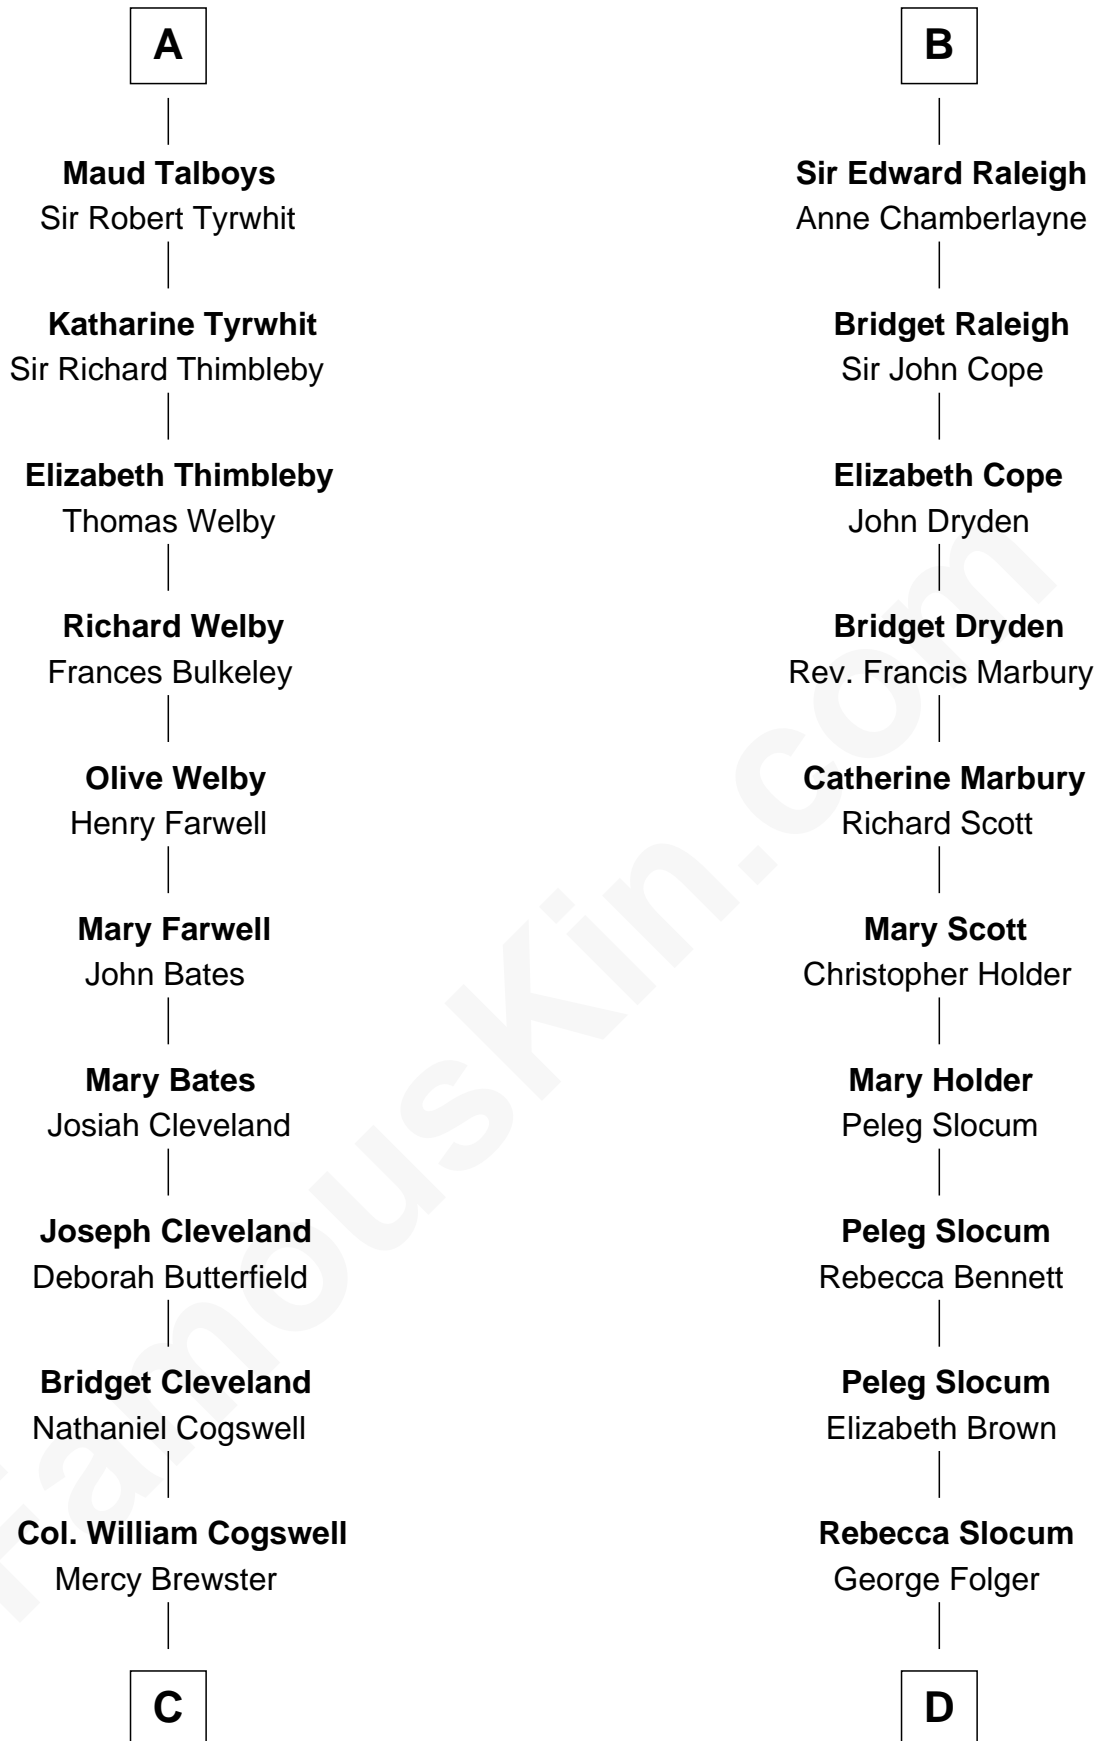 A
Maud Talboys
Sir Robert Tyrwhit
Katharine Tyrwhit
Sir Richard Thimbleby
Elizabeth Thimbleby
Thomas Welby
Richard Welby
Frances Bulkeley
Olive Welby
Henry Farwell
Mary Farwell
John Bates
Mary Bates
Josiah Cleveland
Joseph Cleveland
Deborah Butterfield
Bridget Cleveland
Nathaniel Cogswell
Col. William Cogswell
Mercy Brewster
C
B
Sir Edward Raleigh
Anne Chamberlayne
Bridget Raleigh
Sir John Cope
Elizabeth Cope
John Dryden
Bridget Dryden
Rev. Francis Marbury
Catherine Marbury
Richard Scott
Mary Scott
Christopher Holder
Mary Holder
Peleg Slocum
Peleg Slocum
Rebecca Bennett
Peleg Slocum
Elizabeth Brown
Rebecca Slocum
George Folger
D
FamousKin.com